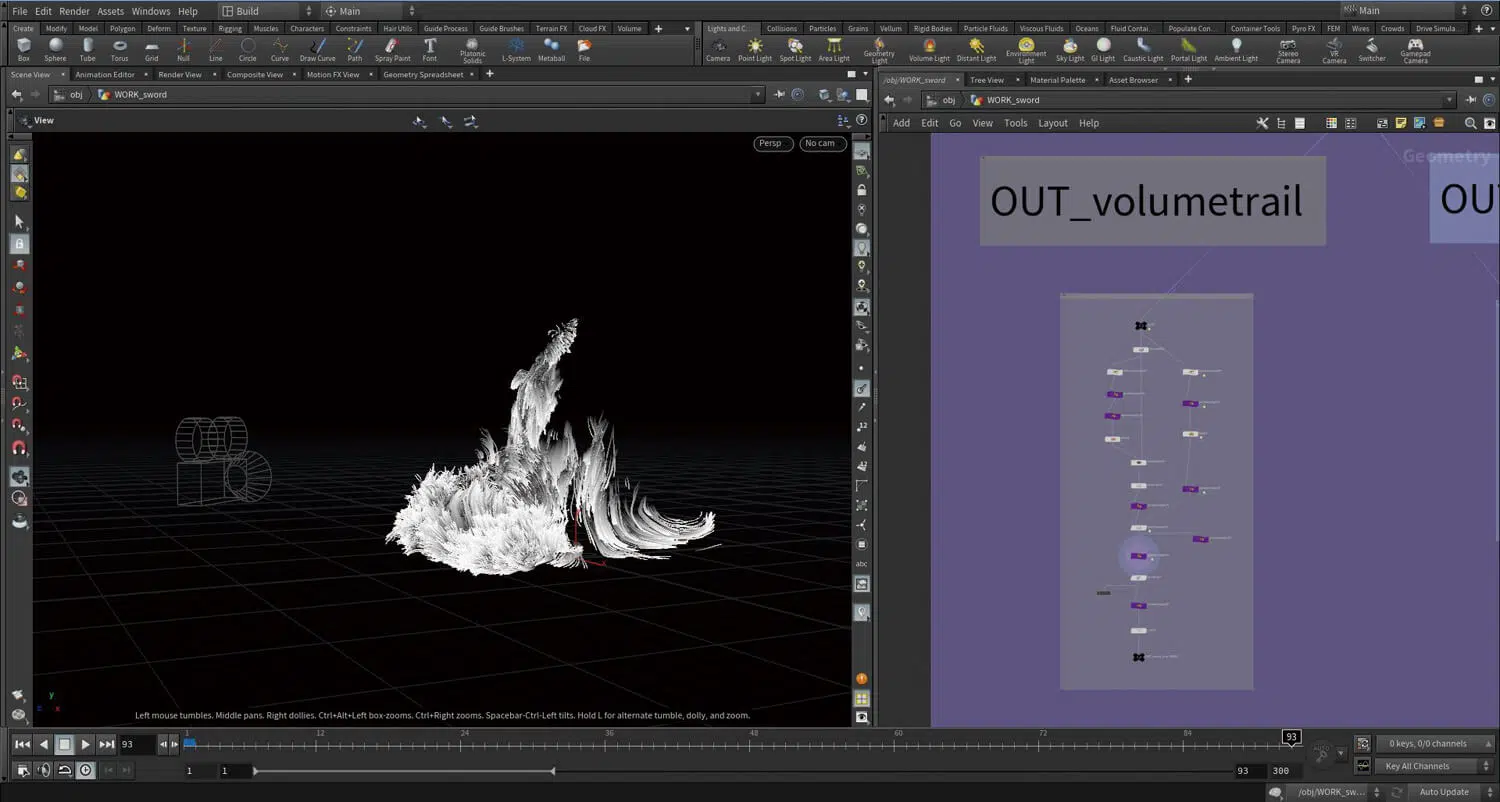 File Edit Render Assets Windows Help Build Main Main
Create Modify Model Polygon Deform Texture Rigging Muscles Characters Constraints Hair Utils Guide Process Guide Brushes Terrain FX Cloud FX Volume
Lights and C... Collisions Particles Grains Vellum Rigid Bodies Particle Fluids Viscous Fluids Oceans Fluid Contai... Populate Con... Container Tools Pyro FX FEM Wires Crowds Drive Simula...
Box Sphere Tube Torus Grid Null Line Circle Curve Draw Curve Path Spray Paint Font Platonic Solids L-System Metaball File
Camera Point Light Spot Light Area Light Geometry Light Volume Light Distant Light Environment Light Sky Light GI Light Caustic Light Portal Light Ambient Light Stereo Camera VR Camera Switcher Gamepad Camera
Scene View Animation Editor Render View Composite View Motion FX View Geometry Spreadsheet
/obj/WORK_sword Tree View Material Palette Asset Browser
obj WORK_sword
obj WORK_sword
View
Add Edit Go View Tools Layout Help
Persp No cam
Geometry
OUT_volumetrail
OUT
12
abc
y
z x
x
Left mouse tumbles. Middle pans. Right dollies. Ctrl+Alt+Left box-zooms. Ctrl+Right zooms. Spacebar-Ctrl-Left tilts. Hold L for alternate tumble, dolly, and zoom.
93 1 12 24 36 48 60 72 84 93
AUTO
0 keys, 0/0 channels
1 1 93 300
Key All Channels
/obj/WORK_sw... Auto Update